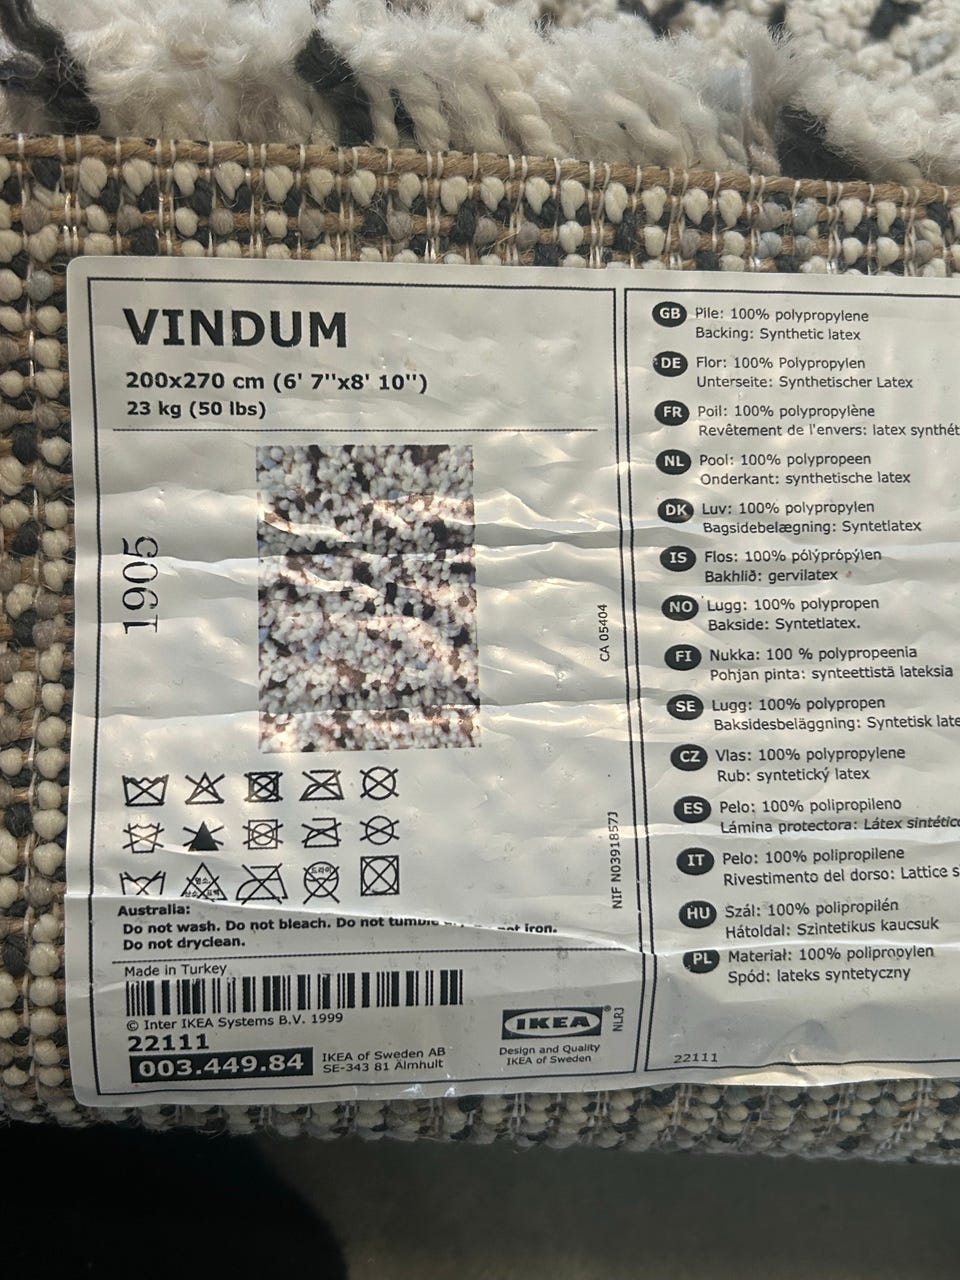 VINDUM
200x270 cm (6' 7''x8' 10'')
23 kg (50 lbs)
1905
CA 05404
NIF N0391857J
Australia:
Do not wash. Do not bleach. Do not tumble iron.
Do not dryclean.
Made in Turkey
© Inter IKEA Systems B.V. 1999
22111
003.449.84
IKEA of Sweden AB
SE-343 81 Älmhult
IKEA®
Design and Quality
IKEA of Sweden
NLRJ
GB Pile: 100% polypropylene
Backing: Synthetic latex
DE Flor: 100% Polypropylen
Unterseite: Synthetischer Latex
FR Poil: 100% polypropylène
Revêtement de l'envers: latex synthét
NL Pool: 100% polypropeen
Onderkant: synthetische latex
DK Luv: 100% polypropylen
Bagsidebelægning: Syntetlatex
IS Flos: 100% pólýprópýlen
Bakhlið: gervilatex
NO Lugg: 100% polypropen
Bakside: Syntetlatex.
FI Nukka: 100 % polypropeenia
Pohjan pinta: synteettistä lateksia
SE Lugg: 100% polypropen
Baksidesbeläggning: Syntetisk late
CZ Vlas: 100% polypropylene
Rub: syntetický latex
ES Pelo: 100% polipropileno
Lámina protectora: Látex sintético
IT Pelo: 100% polipropilene
Rivestimento del dorso: Lattice s
HU Szál: 100% polipropilén
Hátoldal: Szintetikus kaucsuk
PL Materiał: 100% polipropylen
Spód: lateks syntetyczny
22111